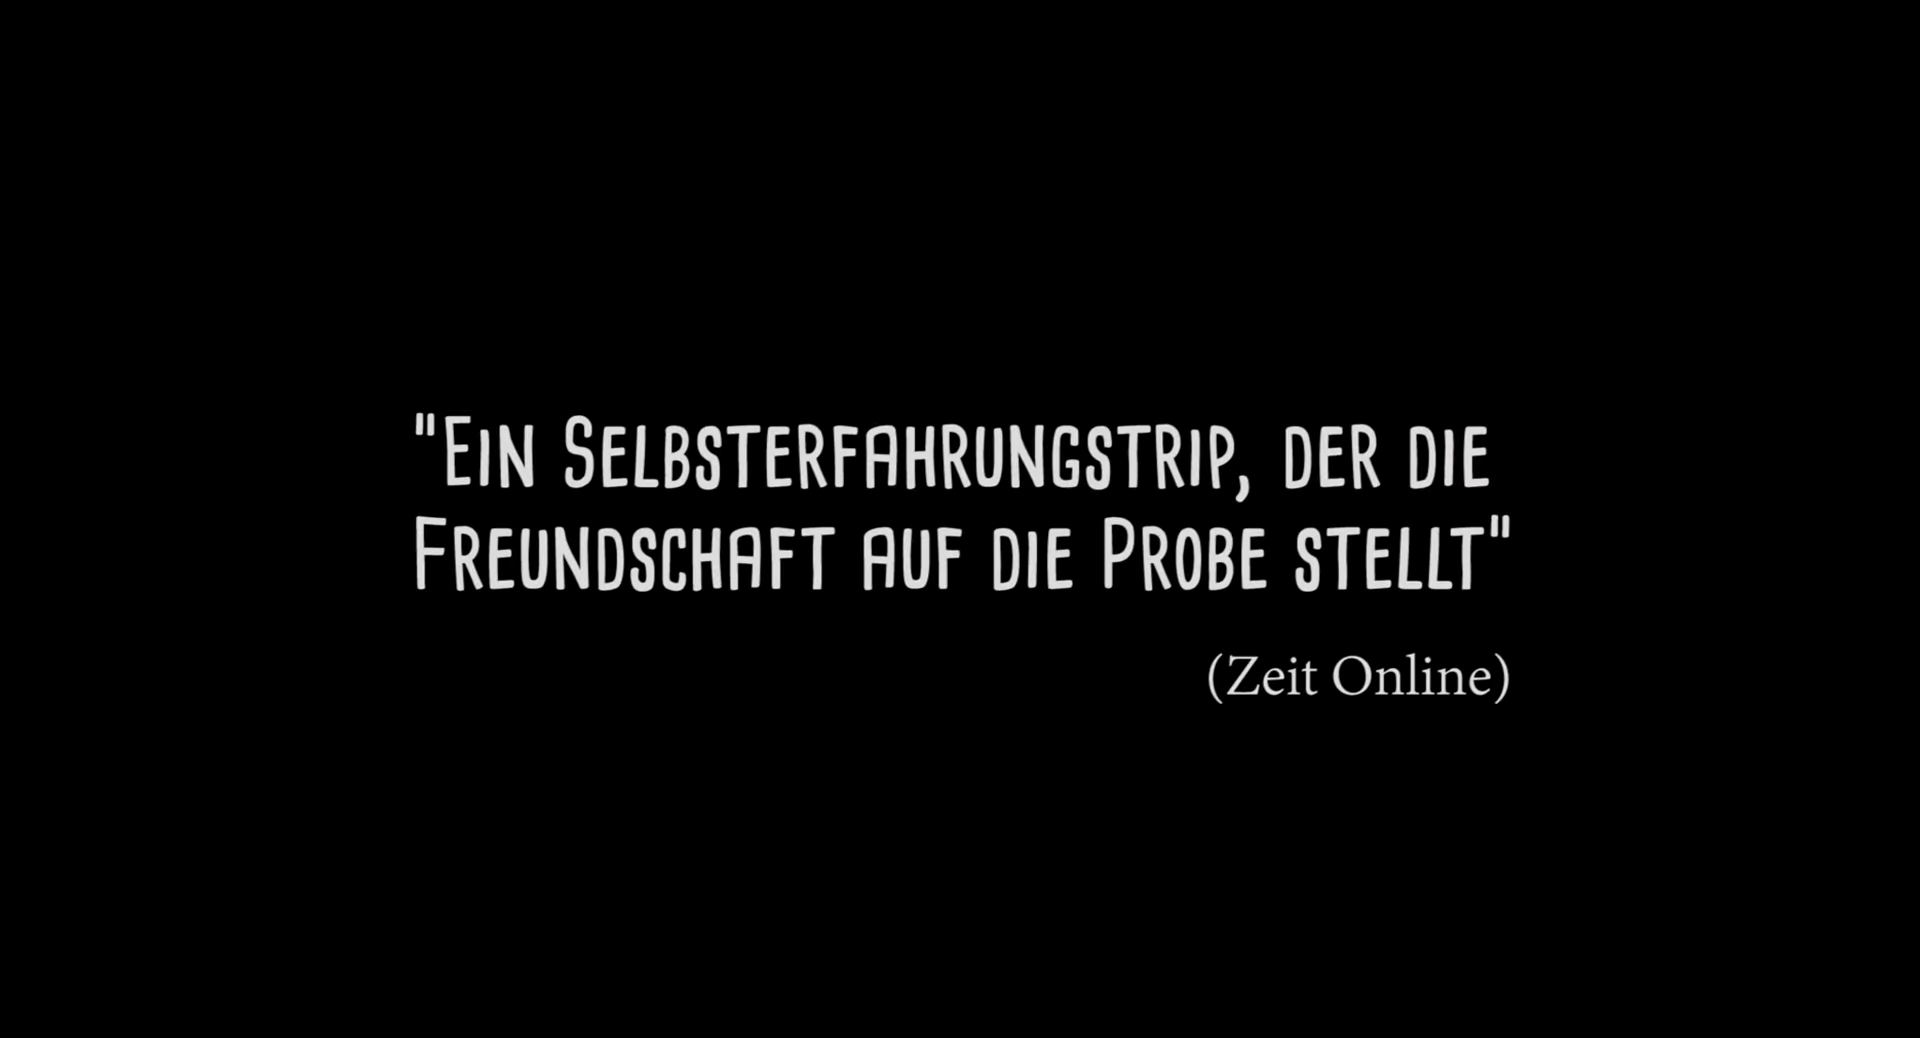 "Ein Selbsterfahrungstrip, der die
Freundschaft auf die Probe stellt"
(Zeit Online)